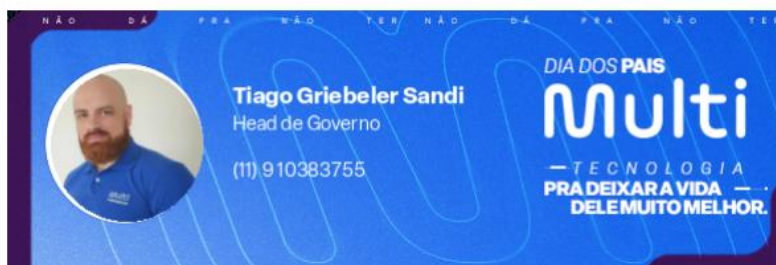 NÃO DÁ PRA NÃO TER NÃO DÁ PRA NÃO TER
DIA DOS PAIS
Multi
Tiago Griebeler Sandi
Head de Governo
(11) 910383755
TECNOLOGIA
PRA DEIXAR A VIDA
DELE MUITO MELHOR.